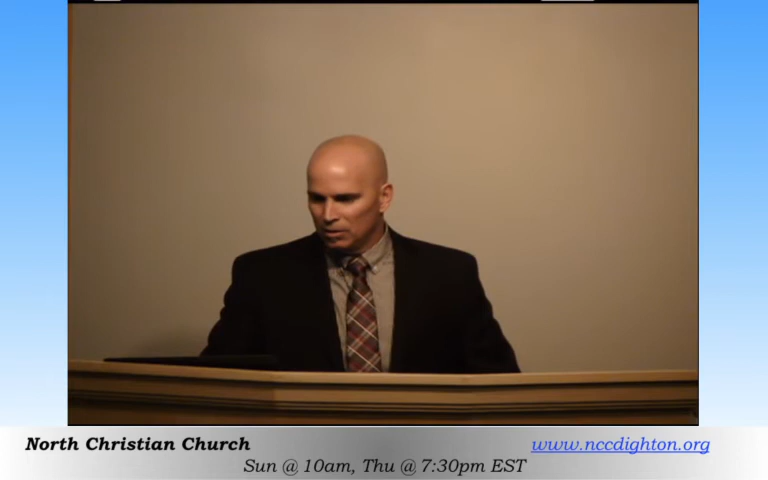 North Christian Church
www.nccdighton.org
Sun @ 10am, Thu @ 7:30pm EST